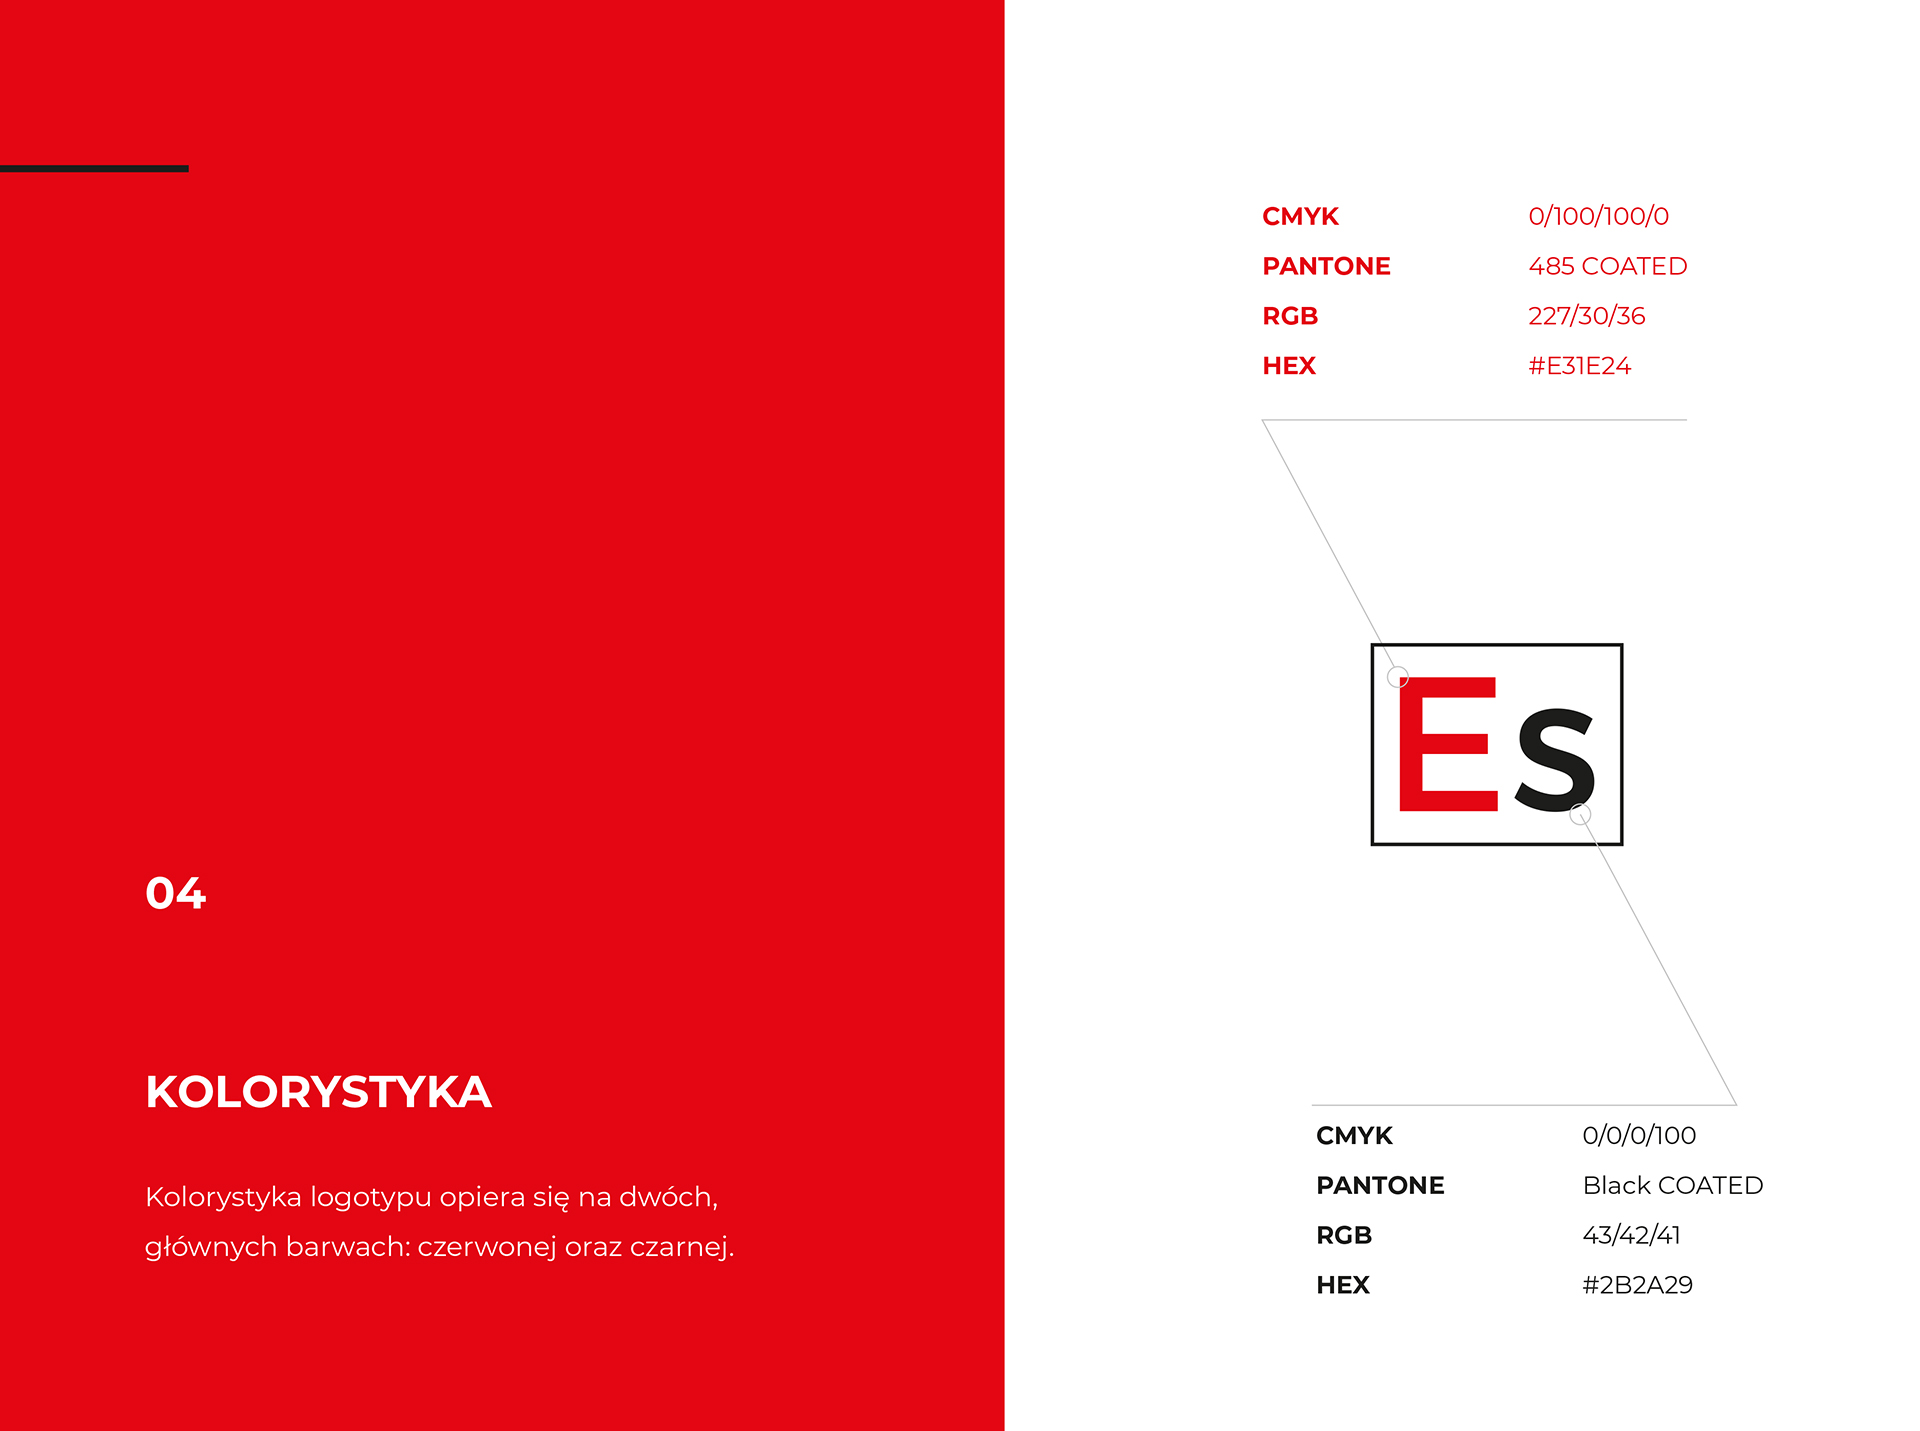 04
KOLORYSTYKA
Kolorystyka logotypu opiera się na dwóch,
głównych barwach: czerwonej oraz czarnej.
CMYK 0/100/100/0
PANTONE 485 COATED
RGB 227/30/36
HEX #E31E24
Es
CMYK 0/0/0/100
PANTONE Black COATED
RGB 43/42/41
HEX #2B2A29